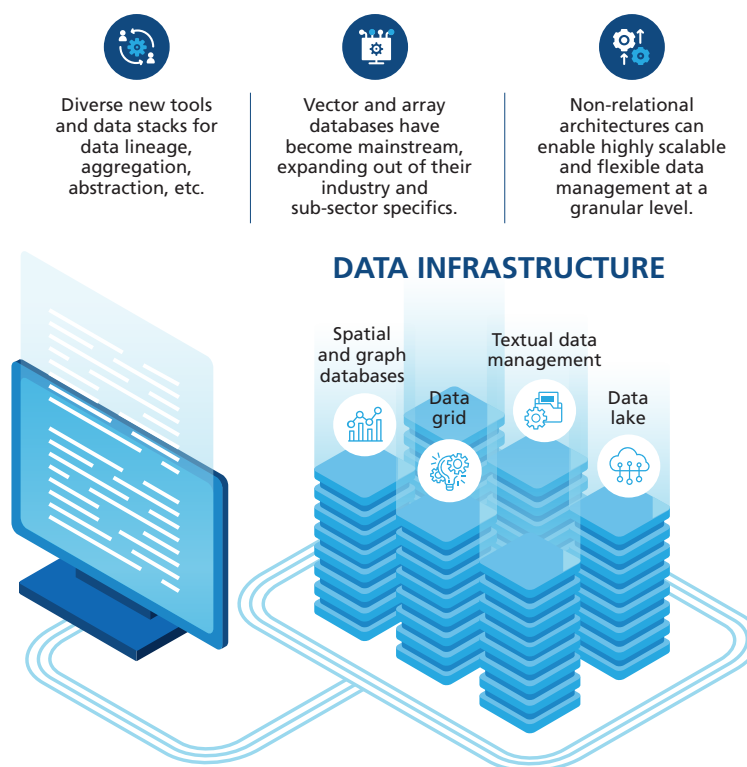 Diverse new tools
and data stacks for
data lineage,
aggregation,
abstraction, etc.
Vector and array
databases have
become mainstream,
expanding out of their
industry and
sub-sector specifics.
Non-relational
architectures can
enable highly scalable
and flexible data
management at a
granular level.
DATA INFRASTRUCTURE
Spatial
and graph
databases
Data
grid
Textual data
management
Data
lake